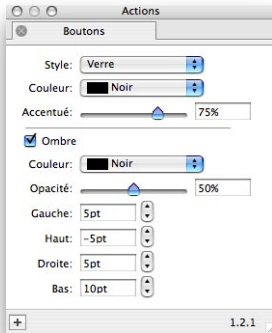 Actions
Boutons
Style: Verre
Couleur: Noir
Accentué: 75%
Ombre
Couleur: Noir
Opacité: 50%
Gauche: 5pt
Haut: -5pt
Droite: 5pt
Bas: 10pt
1.2.1